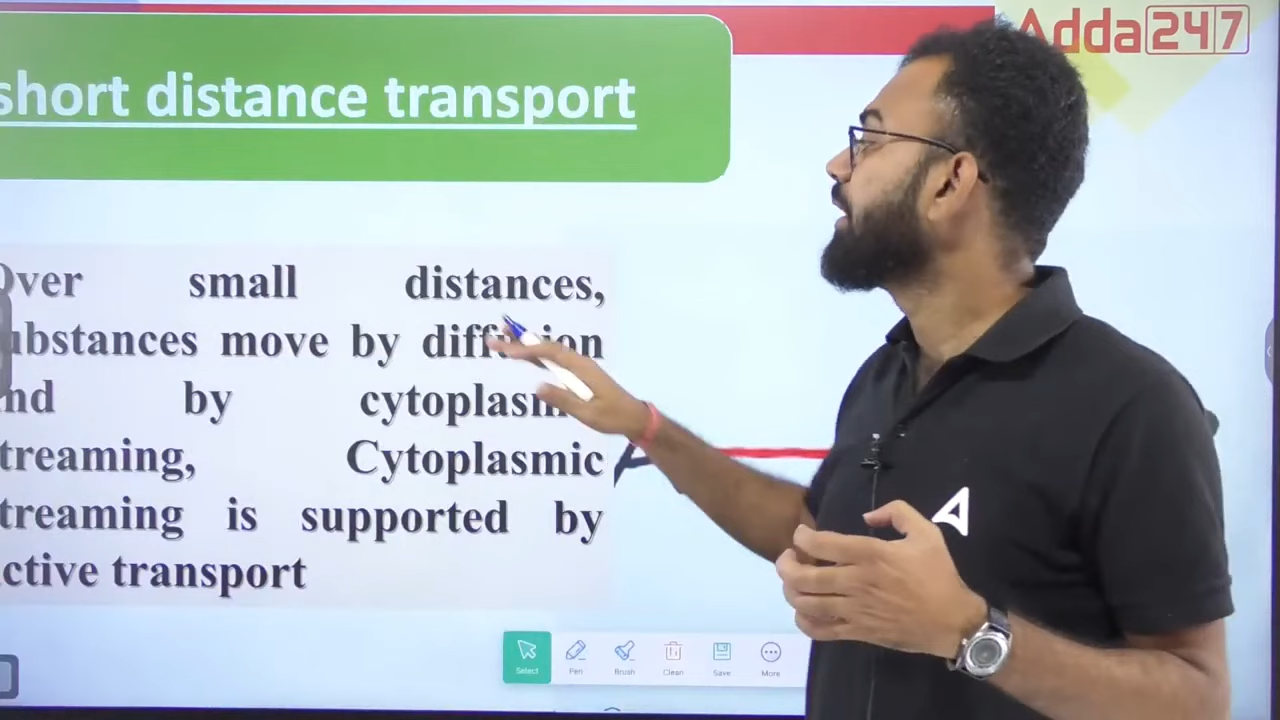 Adda247
short distance transport
Over small distances,
ubstances move by diffusion
nd by cytoplasm
treaming, Cytoplasmic
treaming is supported by
ctive transport
Select Pen Brush Clean Save More